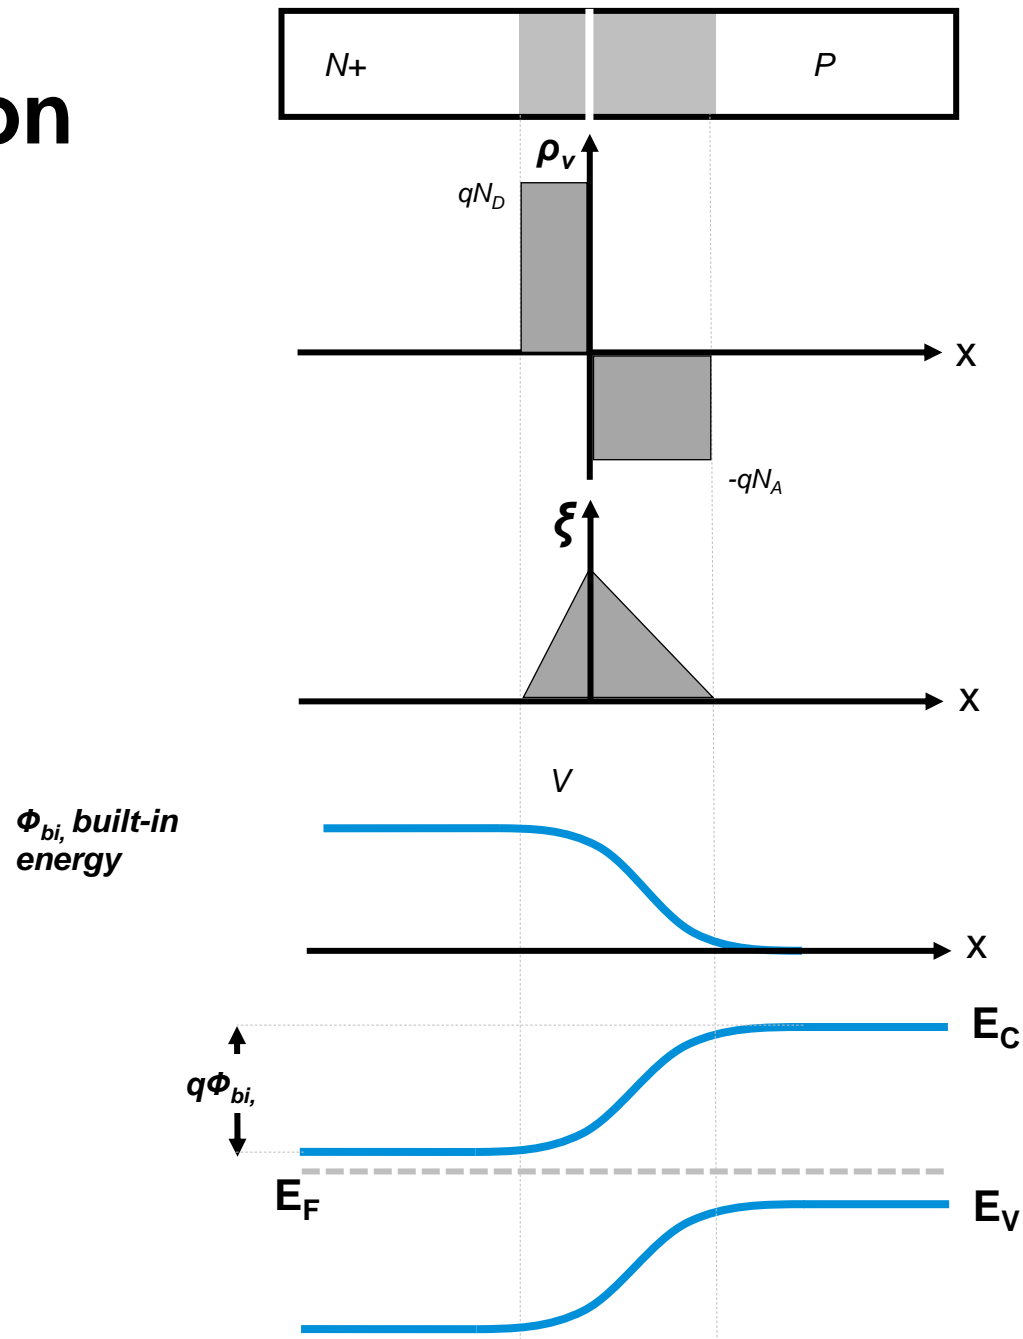 on
N+
P
ρv
qND
x
-qNA
ξ
x
V
Φbi, built-in
energy
x
EC
qΦbi,
EF
EV